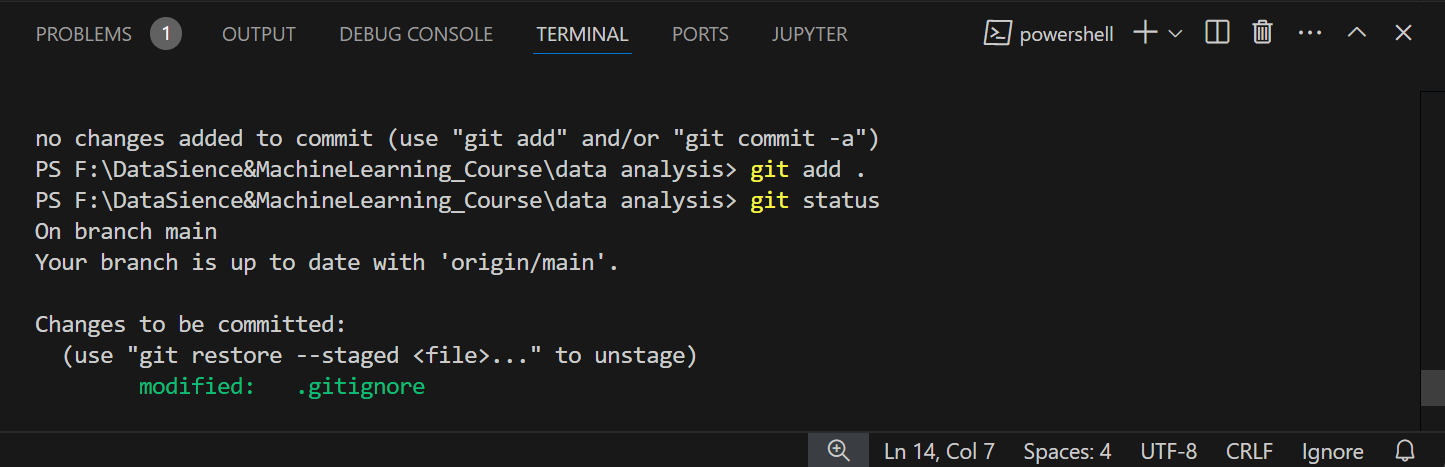 PROBLEMS 1 OUTPUT DEBUG CONSOLE TERMINAL PORTS JUPYTER powershell
no changes added to commit (use "git add" and/or "git commit -a")
PS F:\DataSience&MachineLearning_Course\data analysis> git add .
PS F:\DataSience&MachineLearning_Course\data analysis> git status
On branch main
Your branch is up to date with 'origin/main'.
Changes to be committed:
(use "git restore --staged <file>..." to unstage)
modified: .gitignore
Ln 14, Col 7 Spaces: 4 UTF-8 CRLF Ignore